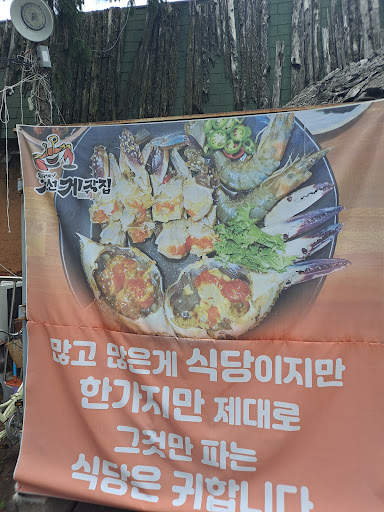 많고 많은게 식당이지만
한가지만 제대로
그것만 파는
식당은 귀합니다